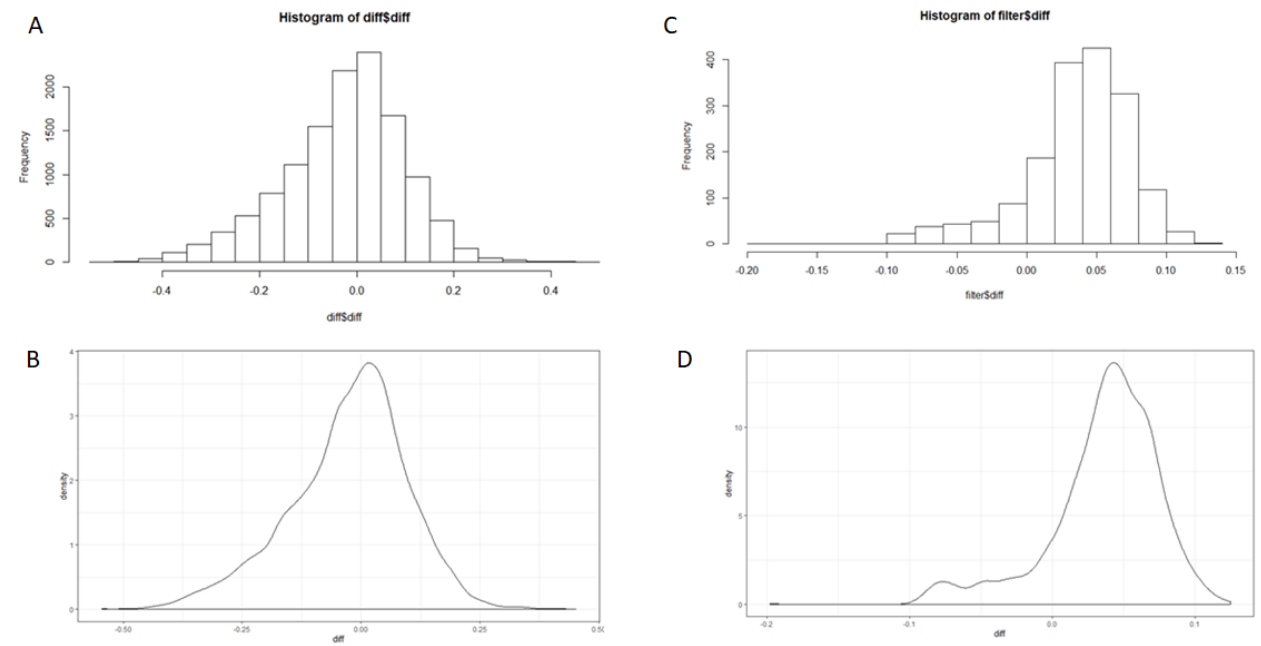 A
Histogram of diff$diff
Frequency
2000
1500
1000
500
0
-0.4 -0.2 0.0 0.2 0.4
diff$diff
C
Histogram of filter$diff
Frequency
400
300
200
100
0
-0.20 -0.15 -0.10 -0.05 0.00 0.05 0.10 0.15
filter$diff
B
density
4
3
2
1
0
-0.50 -0.25 0.00 0.25 0.50
diff
D
density
10
5
0
-0.2 -0.1 0.0 0.1
diff